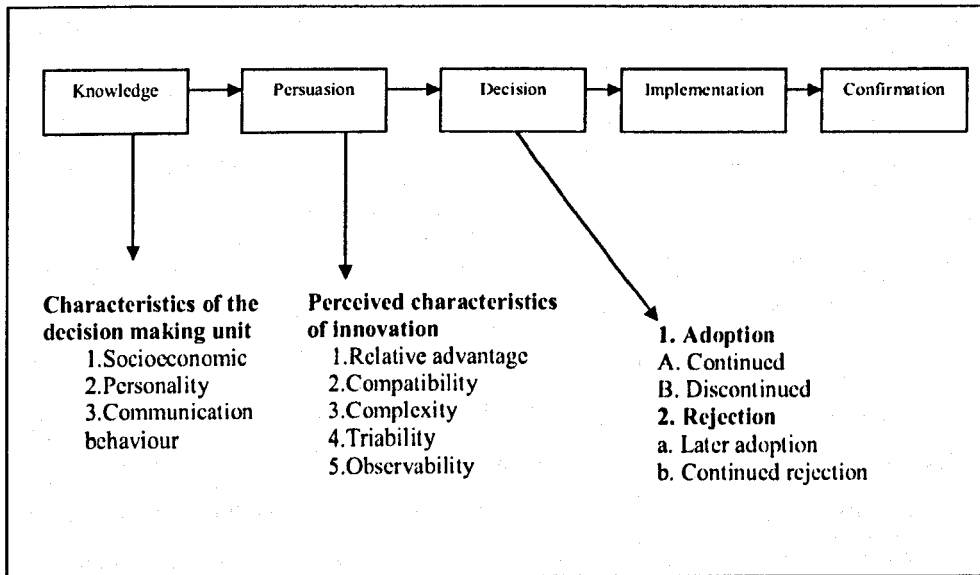 Knowledge
Persuasion
Decision
Implementation
Confirmation
Characteristics of the
decision making unit
1.Socioeconomic
2.Personality
3.Communication
behaviour
Perceived characteristics
of innovation
1.Relative advantage
2.Compatibility
3.Complexity
4.Triability
5.Observability
1. Adoption
A. Continued
B. Discontinued
2. Rejection
a. Later adoption
b. Continued rejection